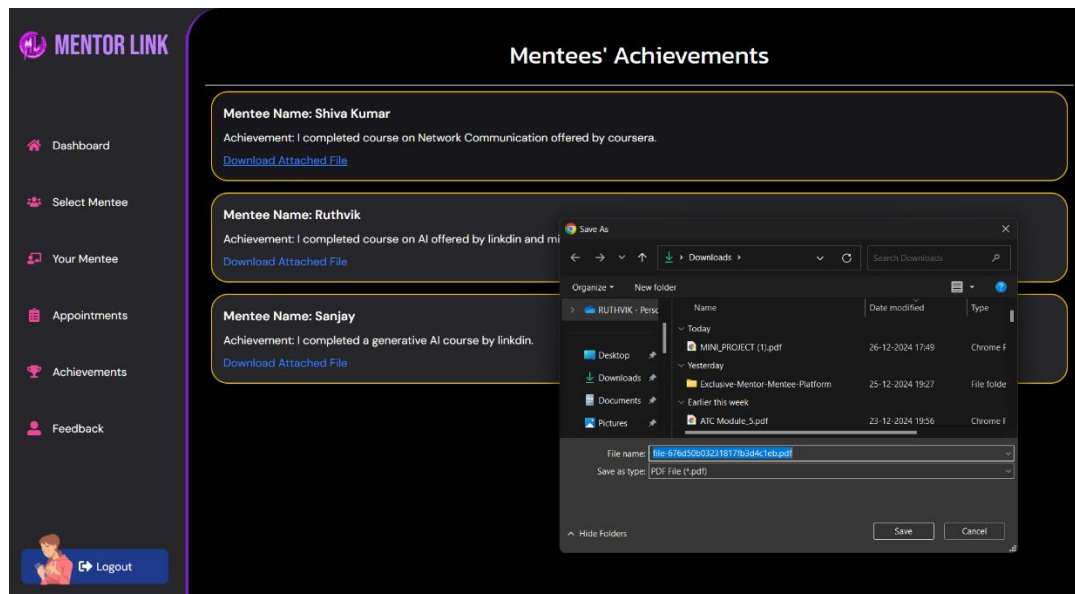 ML MENTOR LINK
Mentees' Achievements
Dashboard
Select Mentee
Your Mentee
Appointments
Achievements
Feedback
Logout
Mentee Name: Shiva Kumar
Achievement: I completed course on Network Communication offered by coursera.
Download Attached File
Mentee Name: Ruthvik
Achievement: I completed course on AI offered by linkdin and mi
Download Attached File
Mentee Name: Sanjay
Achievement: I completed a generative AI course by linkdin.
Download Attached File
Save As
Downloads
Search Downloads
Organize
New folder
RUTHVIK - Persc
Desktop
Downloads
Documents
Pictures
Name Date modified Type
Today
MINI_PROJECT (1).pdf 26-12-2024 17:49 Chrome F
Yesterday
Exclusive-Mentor-Mentee-Platform 25-12-2024 19:27 File folde
Earlier this week
ATC Module_5.pdf 23-12-2024 19:56 Chrome F
File name: file-676d50b03231817fb3d4c1eb.pdf
Save as type: PDF File (*.pdf)
Hide Folders
Save Cancel